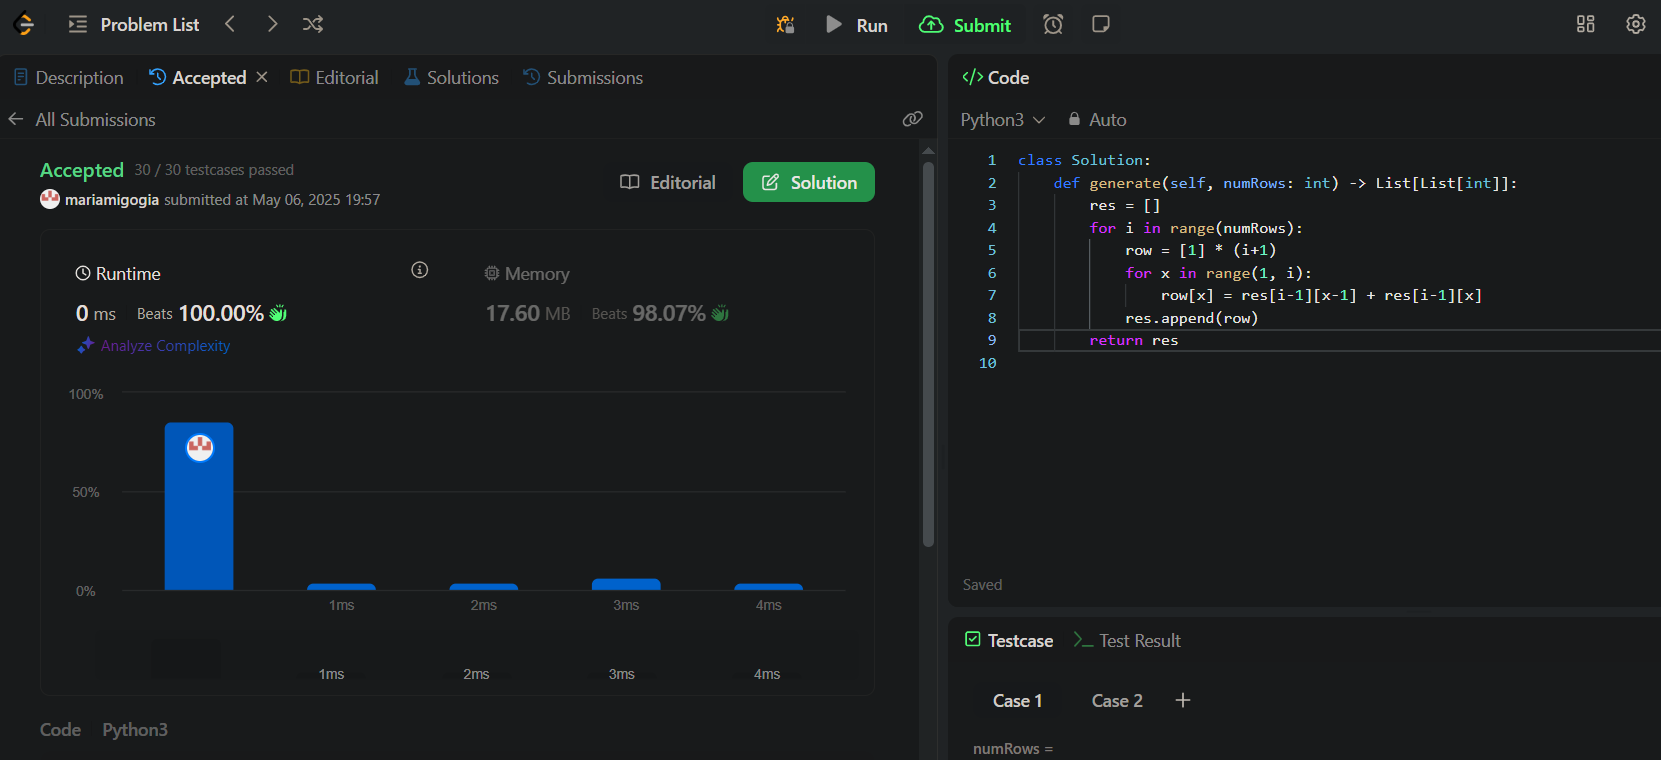 Problem List
Run
Submit
Description
Accepted
Editorial
Solutions
Submissions
All Submissions
Accepted 30 / 30 testcases passed
mariamigogia submitted at May 06, 2025 19:57
Editorial
Solution
Runtime
0 ms Beats 100.00%
Analyze Complexity
Memory
17.60 MB Beats 98.07%
100%
50%
0%
1ms 2ms 3ms 4ms
1ms 2ms 3ms 4ms
Code Python3
</> Code
Python3 Auto
1 class Solution:
2     def generate(self, numRows: int) -> List[List[int]]:
3         res = []
4         for i in range(numRows):
5             row = [1] * (i+1)
6             for x in range(1, i):
7                 row[x] = res[i-1][x-1] + res[i-1][x]
8             res.append(row)
9         return res
10
Saved
Testcase
>_ Test Result
Case 1 Case 2 +
numRows =